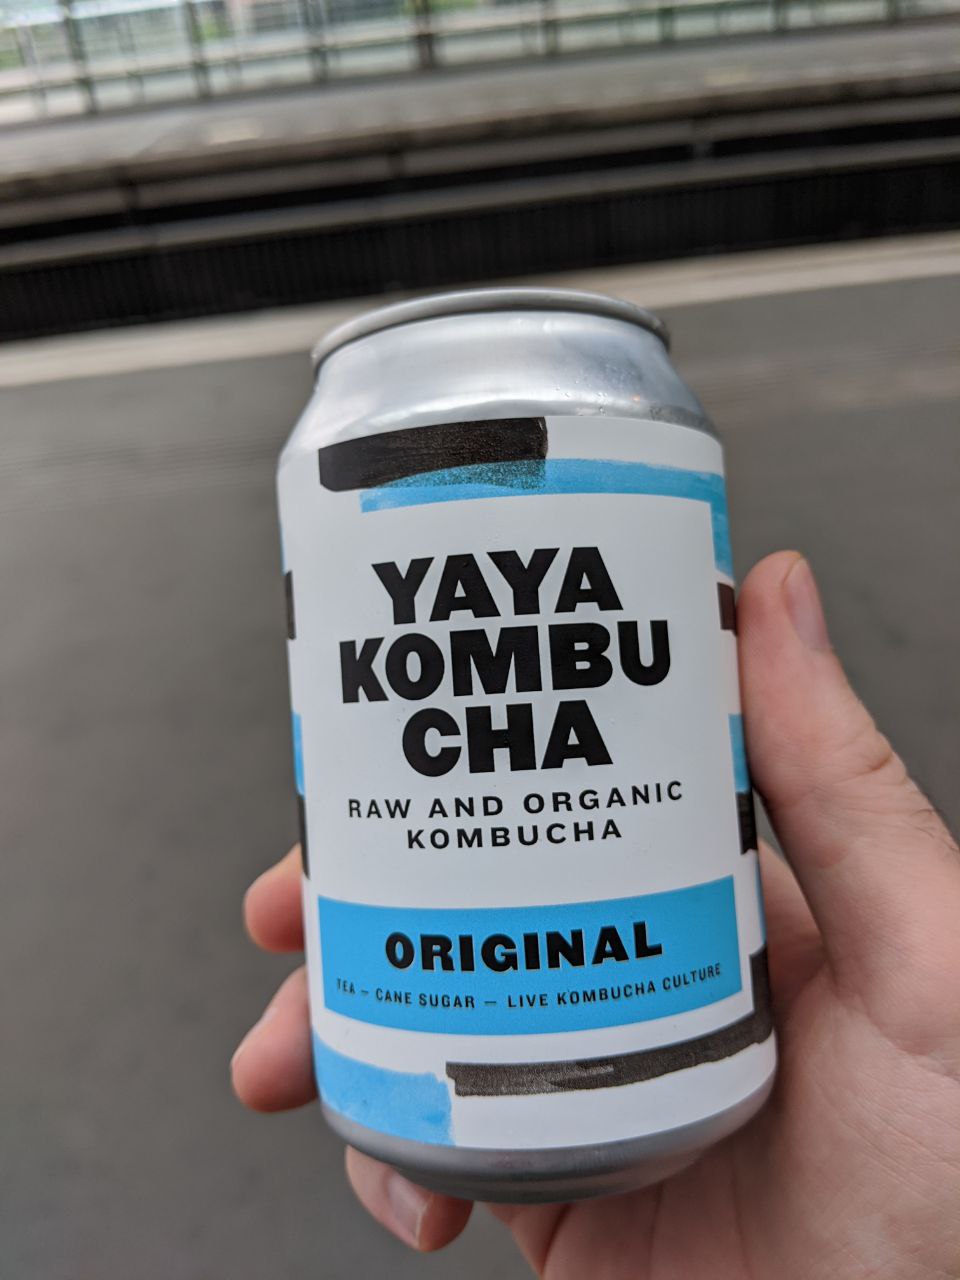 YAYA
KOMBU
CHA
RAW AND ORGANIC
KOMBUCHA
ORIGINAL
TEA – CANE SUGAR – LIVE KOMBUCHA CULTURE